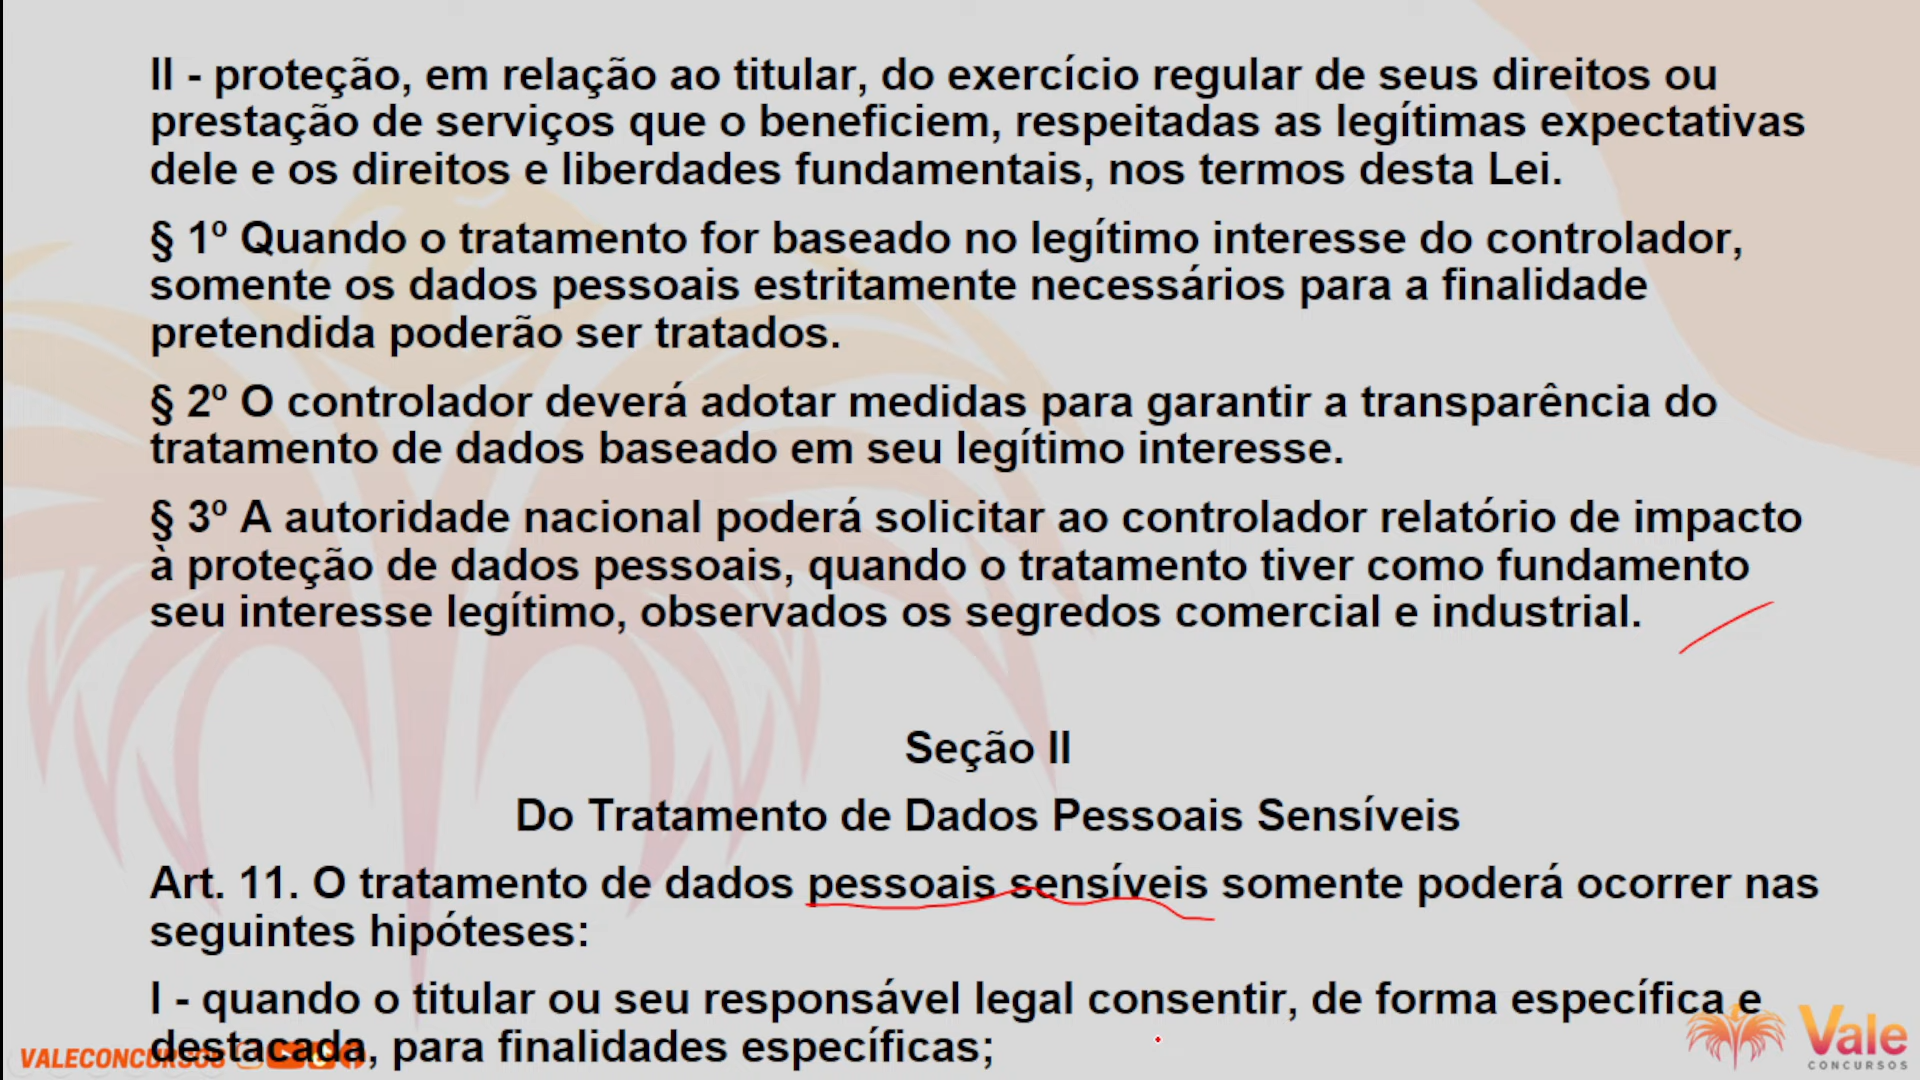 II - proteção, em relação ao titular, do exercício regular de seus direitos ou
prestação de serviços que o beneficiem, respeitadas as legítimas expectativas
dele e os direitos e liberdades fundamentais, nos termos desta Lei.
§ 1º Quando o tratamento for baseado no legítimo interesse do controlador,
somente os dados pessoais estritamente necessários para a finalidade
pretendida poderão ser tratados.
§ 2º O controlador deverá adotar medidas para garantir a transparência do
tratamento de dados baseado em seu legítimo interesse.
§ 3º A autoridade nacional poderá solicitar ao controlador relatório de impacto
à proteção de dados pessoais, quando o tratamento tiver como fundamento
seu interesse legítimo, observados os segredos comercial e industrial.
Seção II
Do Tratamento de Dados Pessoais Sensíveis
Art. 11. O tratamento de dados pessoais sensíveis somente poderá ocorrer nas
seguintes hipóteses:
I - quando o titular ou seu responsável legal consentir, de forma específica e
destacada, para finalidades específicas;
VALECONCURSOS
Vale
CONCURSOS